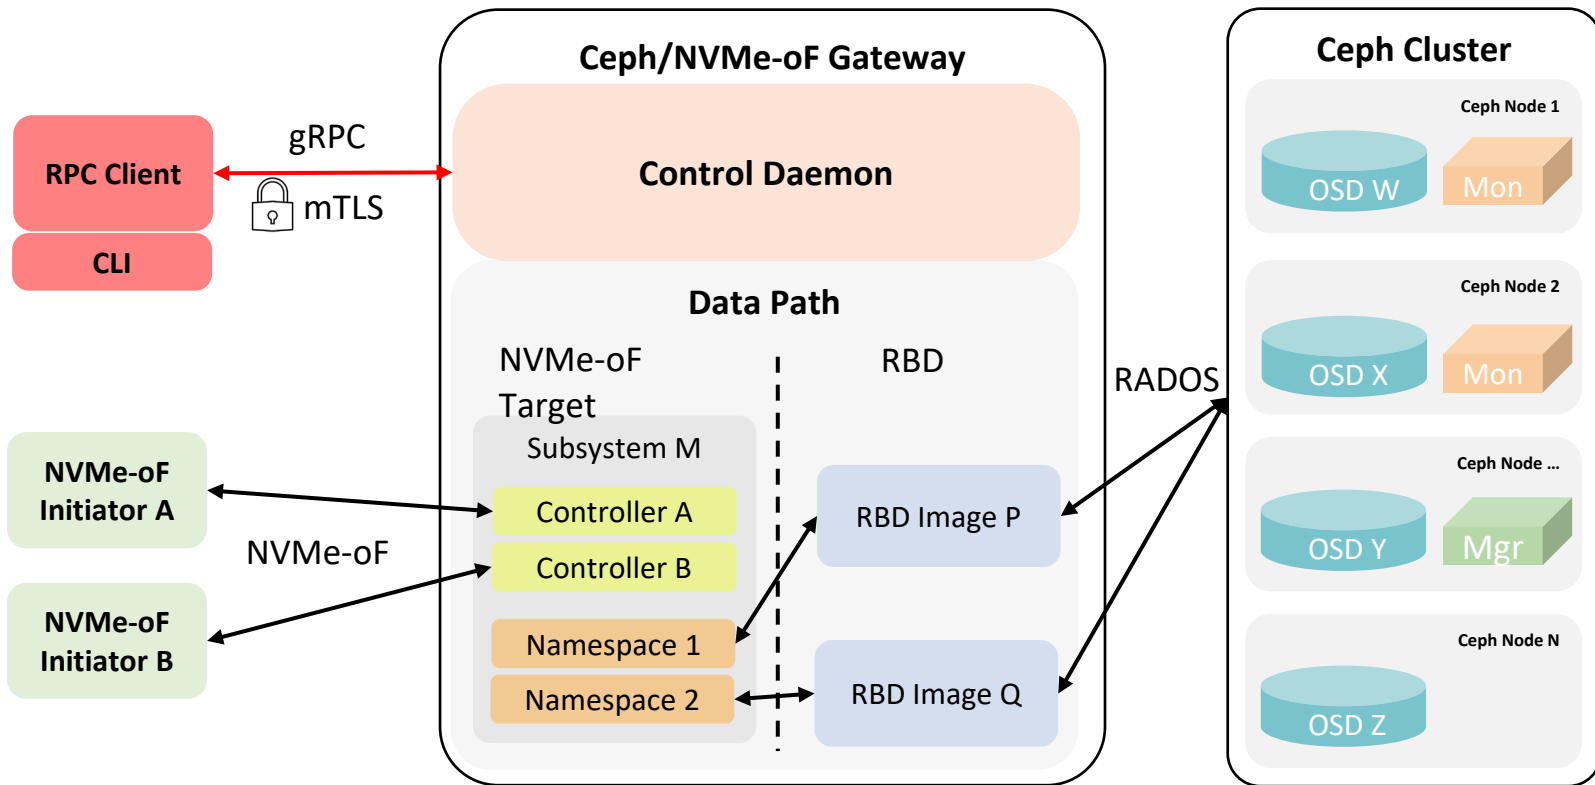 Ceph/NVMe-oF Gateway
Control Daemon
RPC Client
CLI
gRPC
mTLS
Data Path
NVMe-oF
Target
RBD
Subsystem M
Controller A
Controller B
Namespace 1
Namespace 2
RBD Image P
RBD Image Q
NVMe-oF
Initiator A
NVMe-oF
NVMe-oF
Initiator B
RADOS
Ceph Cluster
Ceph Node 1
OSD W
Mon
Ceph Node 2
OSD X
Mon
Ceph Node ...
OSD Y
Mgr
Ceph Node N
OSD Z